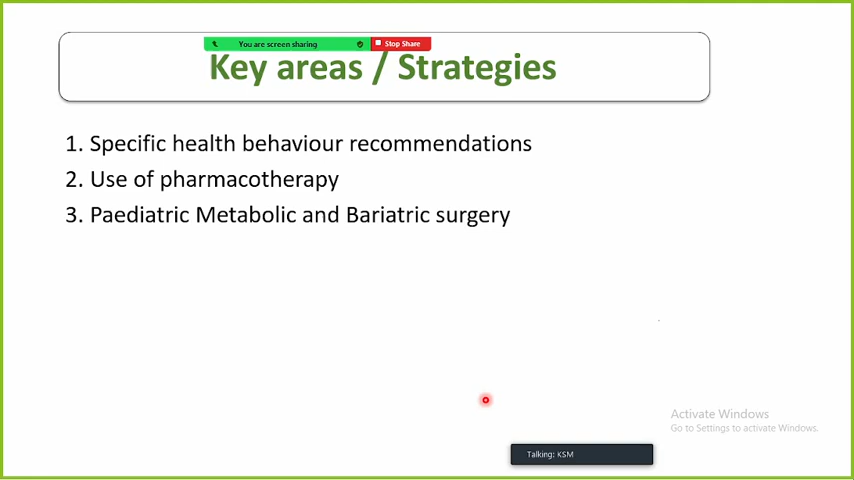 You are screen sharing
Stop Share
Key areas / Strategies
1. Specific health behaviour recommendations
2. Use of pharmacotherapy
3. Paediatric Metabolic and Bariatric surgery
Activate Windows
Go to Settings to activate Windows.
Talking: KSM